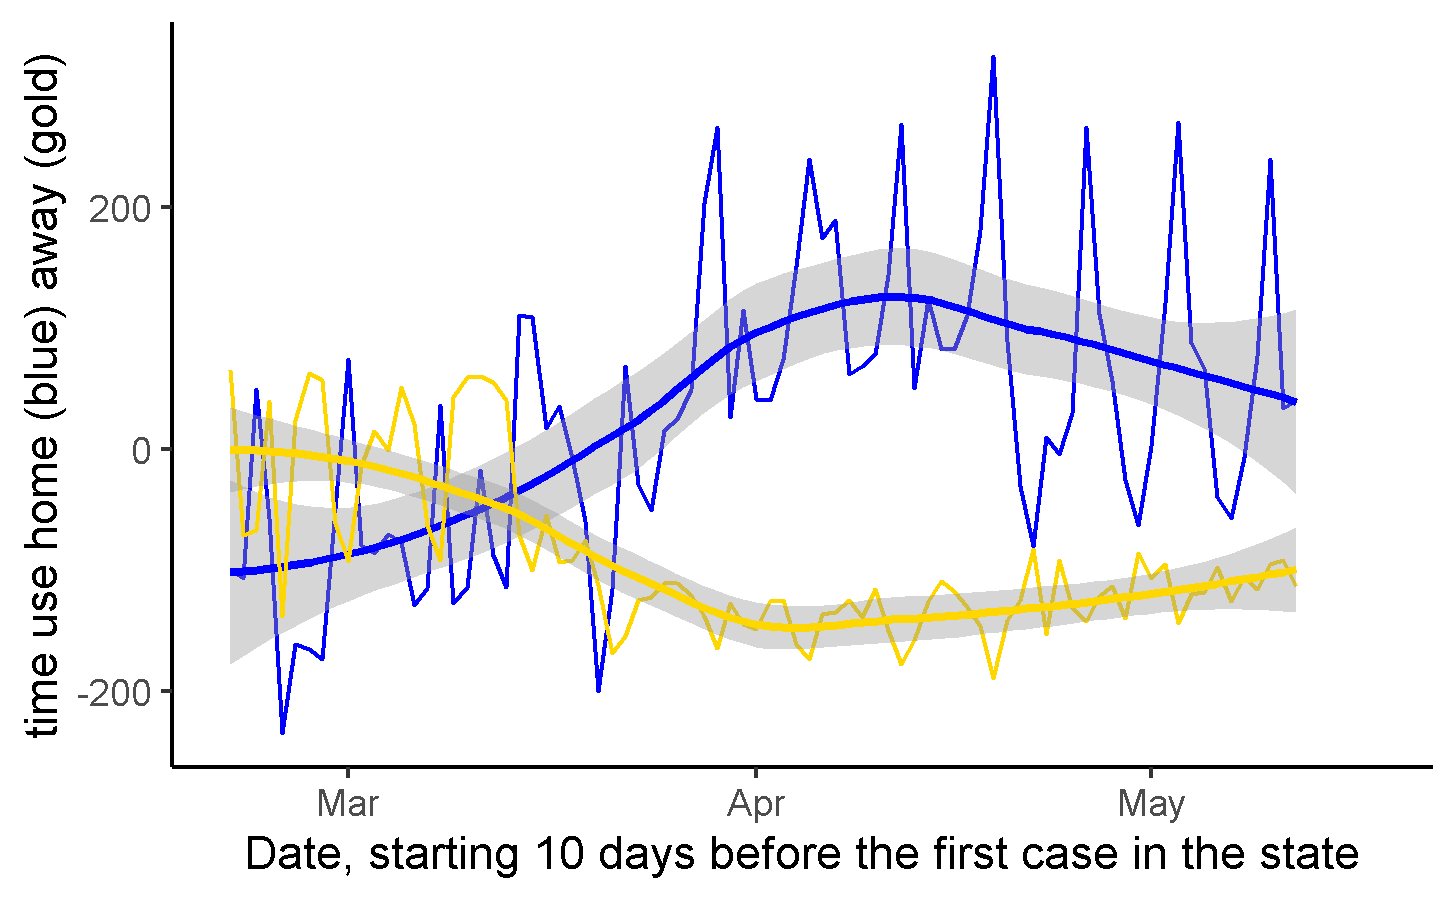 time use home (blue) away (gold)
200
0
-200
Mar
Apr
May
Date, starting 10 days before the first case in the state